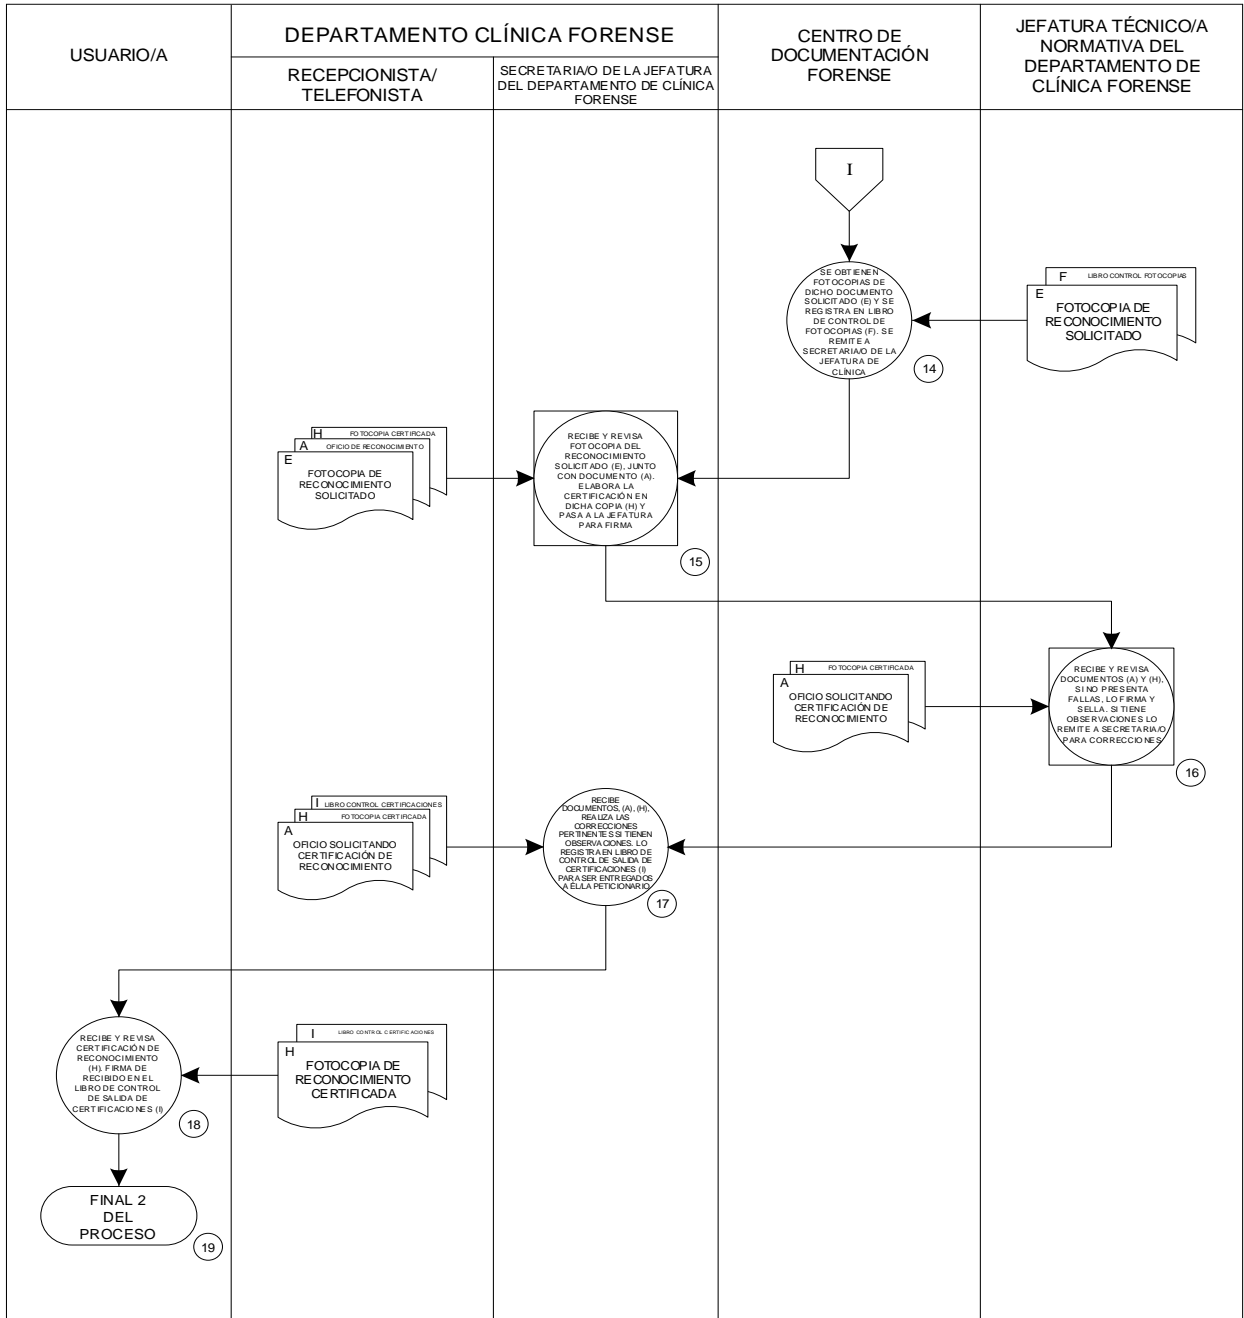 USUARIO/A
DEPARTAMENTO CLÍNICA FORENSE
RECEPCIONISTA/
TELEFONISTA
SECRETARIA/O DE LA JEFATURA
DEL DEPARTAMENTO DE CLÍNICA
FORENSE
CENTRO DE
DOCUMENTACIÓN
FORENSE
JEFATURA TÉCNICO/A
NORMATIVA DEL
DEPARTAMENTO DE
CLÍNICA FORENSE
I
SE OBTIENEN
FOTOCOPIAS DE
DICHO DOCUMENTO
SOLICITADO (E) Y SE
REGISTRA EN LIBRO
DE CONTROL DE
FOTOCOPIAS (F). SE
REMITE A
SECRETARIA/O DE LA
JEFATURA DE
CLÍNICA
14
F LIBRO CONTROL FOTOCOPIAS
E
FOTOCOPIA DE
RECONOCIMIENTO
SOLICITADO
H FOTOCOPIA CERTIFICADA
A OFICIO DE RECONOCIMIENTO
E
FOTOCOPIA DE
RECONOCIMIENTO
SOLICITADO
RECIBE Y REVISA
FOTOCOPIA DEL
RECONOCIMIENTO
SOLICITADO (E), JUNTO
CON DOCUMENTO (A).
ELABORA LA
CERTIFICACIÓN EN
DICHA COPIA (H) Y
PASA A LA JEFATURA
PARA FIRMA
15
H FOTOCOPIA CERTIFICADA
A
OFICIO SOLICITANDO
CERTIFICACIÓN DE
RECONOCIMIENTO
RECIBE Y REVISA
DOCUMENTOS (A) Y (H),
SI NO PRESENTA
FALLAS, LO FIRMA Y
SELLA. SI TIENE
OBSERVACIONES LO
REMITE A SECRETARIA/O
PARA CORRECCIONES
16
I LIBRO CONTROL CERTIFICACIONES
H FOTOCOPIA CERTIFICADA
A
OFICIO SOLICITANDO
CERTIFICACIÓN DE
RECONOCIMIENTO
RECIBE
DOCUMENTOS, (A), (H),
REALIZA LAS
CORRECCIONES
PERTINENTES SI TIENEN
OBSERVACIONES. LO
REGISTRA EN LIBRO DE
CONTROL DE SALIDA DE
CERTIFICACIONES (I)
PARA SER ENTREGADOS
A ÉL/LA PETICIONARIO
17
RECIBE Y REVISA
CERTIFICACIÓN DE
RECONOCIMIENTO
(H). FIRMA DE
RECIBIDO EN EL
LIBRO DE CONTROL
DE SALIDA DE
CERTIFICACIONES (I)
18
I LIBRO CONTROL CERTIFICACIONES
H
FOTOCOPIA DE
RECONOCIMIENTO
CERTIFICADA
FINAL 2
DEL
PROCESO
19